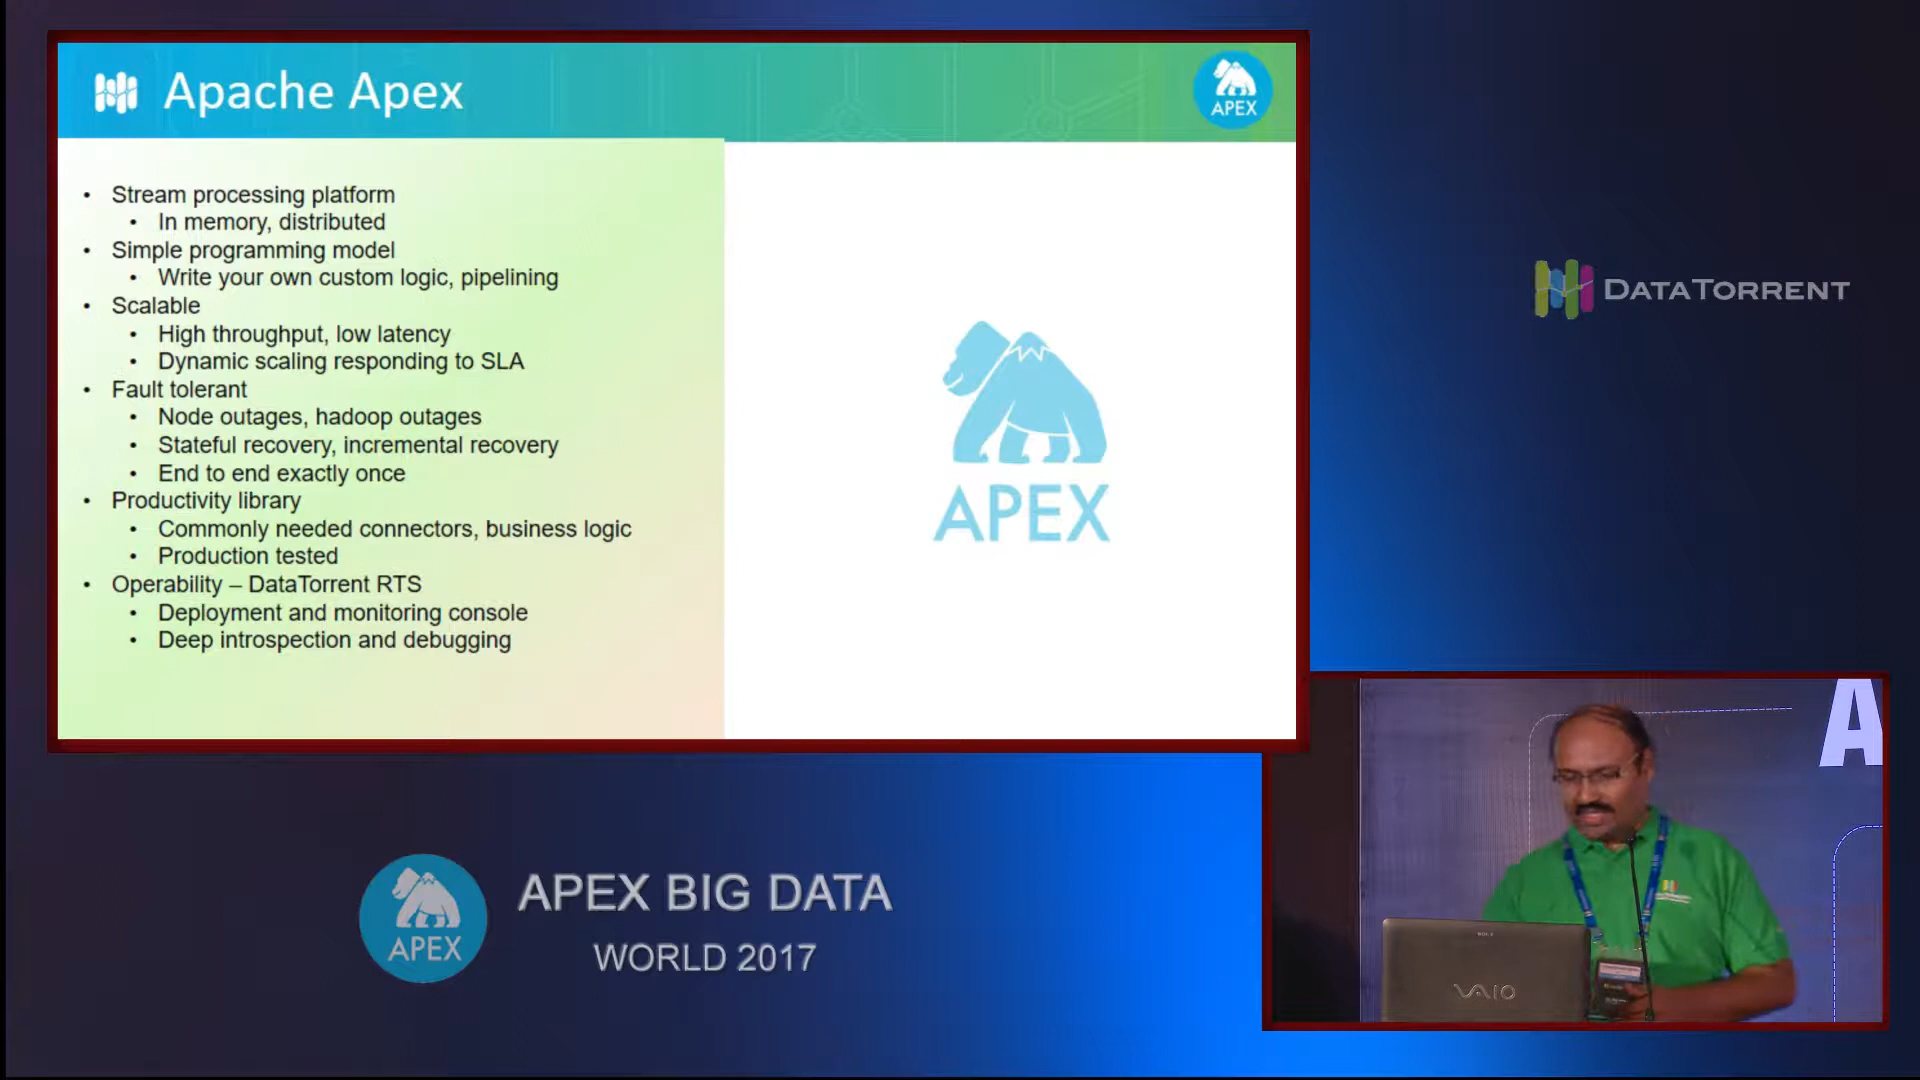 Apache Apex
APEX
• Stream processing platform
• In memory, distributed
• Simple programming model
• Write your own custom logic, pipelining
• Scalable
• High throughput, low latency
• Dynamic scaling responding to SLA
• Fault tolerant
• Node outages, hadoop outages
• Stateful recovery, incremental recovery
• End to end exactly once
• Productivity library
• Commonly needed connectors, business logic
• Production tested
• Operability – DataTorrent RTS
• Deployment and monitoring console
• Deep introspection and debugging
APEX
DATATORRENT
A
VAIO
APEX
APEX BIG DATA
WORLD 2017